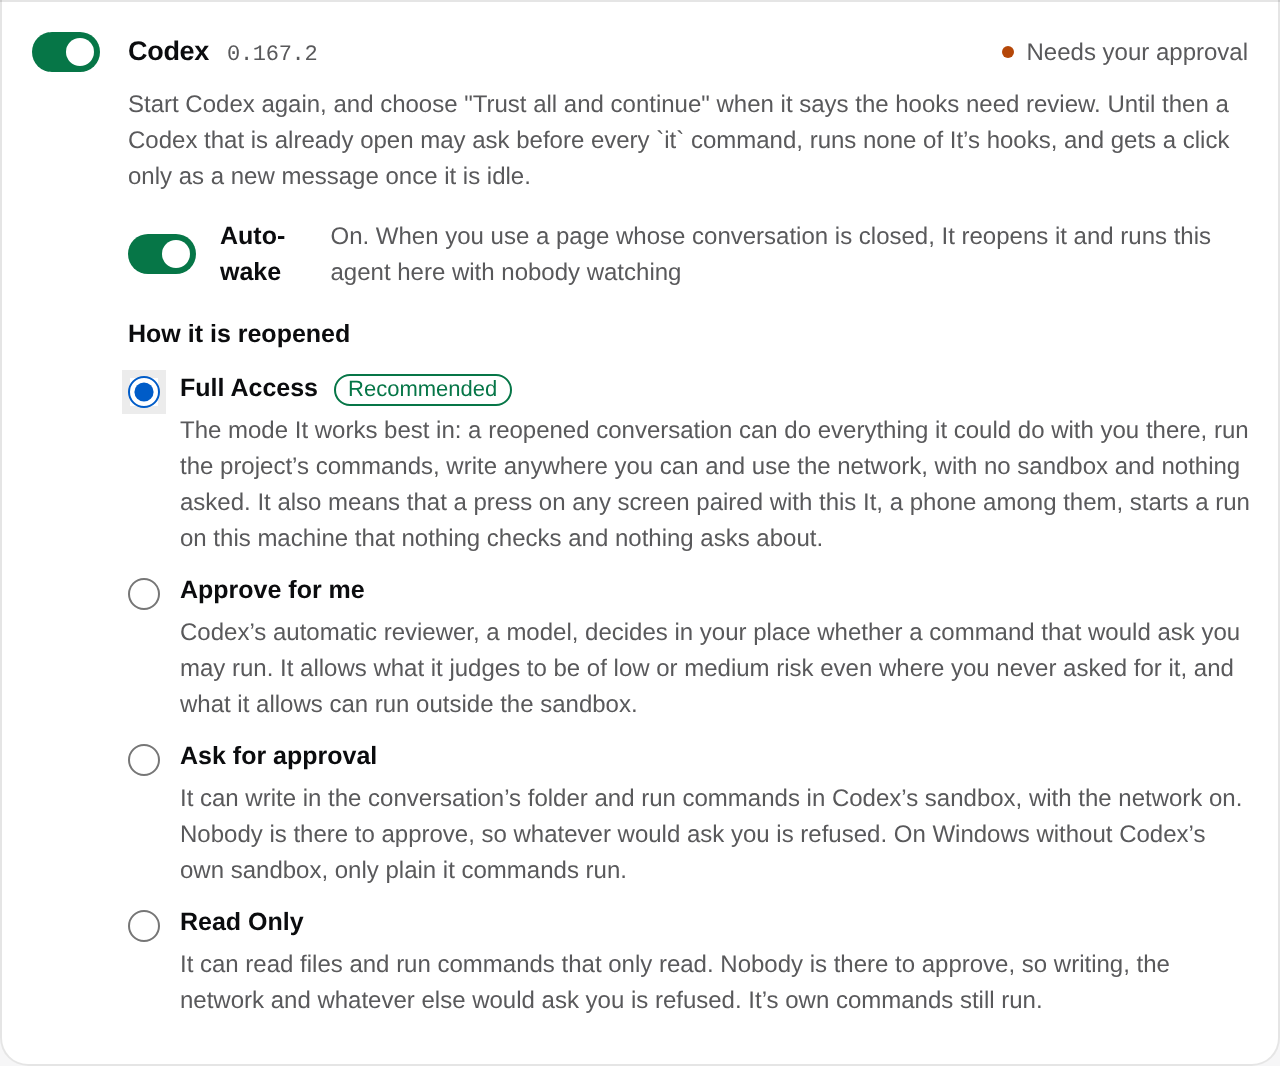 Codex 0.167.2 Needs your approval
Start Codex again, and choose "Trust all and continue" when it says the hooks need review. Until then a
Codex that is already open may ask before every `it` command, runs none of It’s hooks, and gets a click
only as a new message once it is idle.
Auto-
wake
On. When you use a page whose conversation is closed, It reopens it and runs this
agent here with nobody watching
How it is reopened
Full Access Recommended
The mode It works best in: a reopened conversation can do everything it could do with you there, run
the project’s commands, write anywhere you can and use the network, with no sandbox and nothing
asked. It also means that a press on any screen paired with this It, a phone among them, starts a run
on this machine that nothing checks and nothing asks about.
Approve for me
Codex’s automatic reviewer, a model, decides in your place whether a command that would ask you
may run. It allows what it judges to be of low or medium risk even where you never asked for it, and
what it allows can run outside the sandbox.
Ask for approval
It can write in the conversation’s folder and run commands in Codex’s sandbox, with the network on.
Nobody is there to approve, so whatever would ask you is refused. On Windows without Codex’s
own sandbox, only plain it commands run.
Read Only
It can read files and run commands that only read. Nobody is there to approve, so writing, the
network and whatever else would ask you is refused. It’s own commands still run.